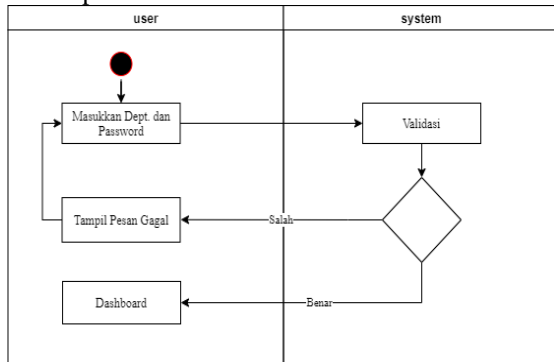 user
system
Masukkan Dept. dan
Password
Validasi
Tampil Pesan Gagal
Salah
Dashboard
Benar